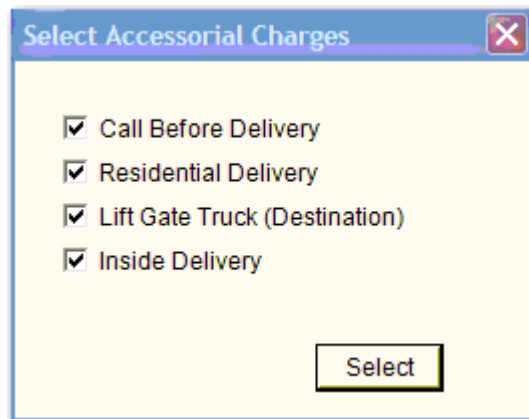 Select Accessorial Charges
Call Before Delivery
Residential Delivery
Lift Gate Truck (Destination)
Inside Delivery
Select